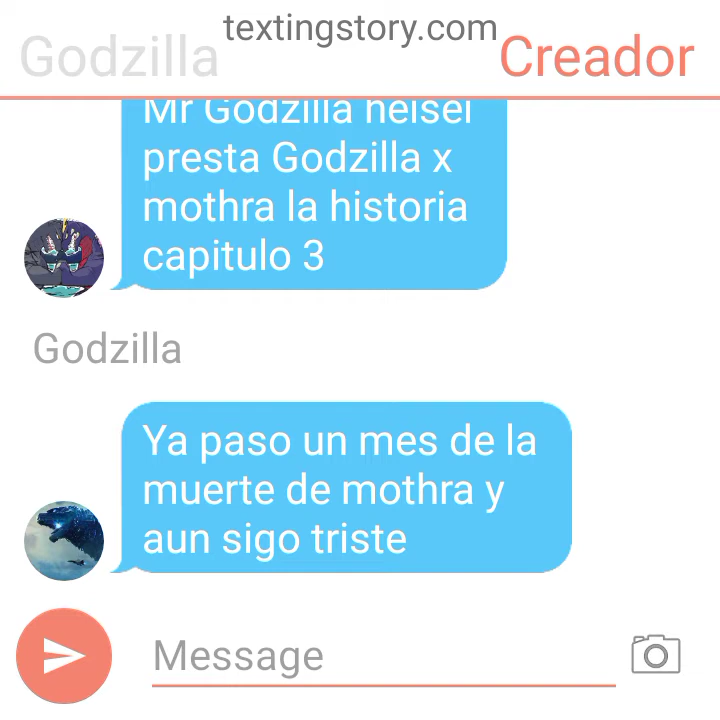 textingstory.com
Godzilla
Creador
Mr Godzilla neisel
presta Godzilla x
mothra la historia
capitulo 3
Godzilla
Ya paso un mes de la
muerte de mothra y
aun sigo triste
Message